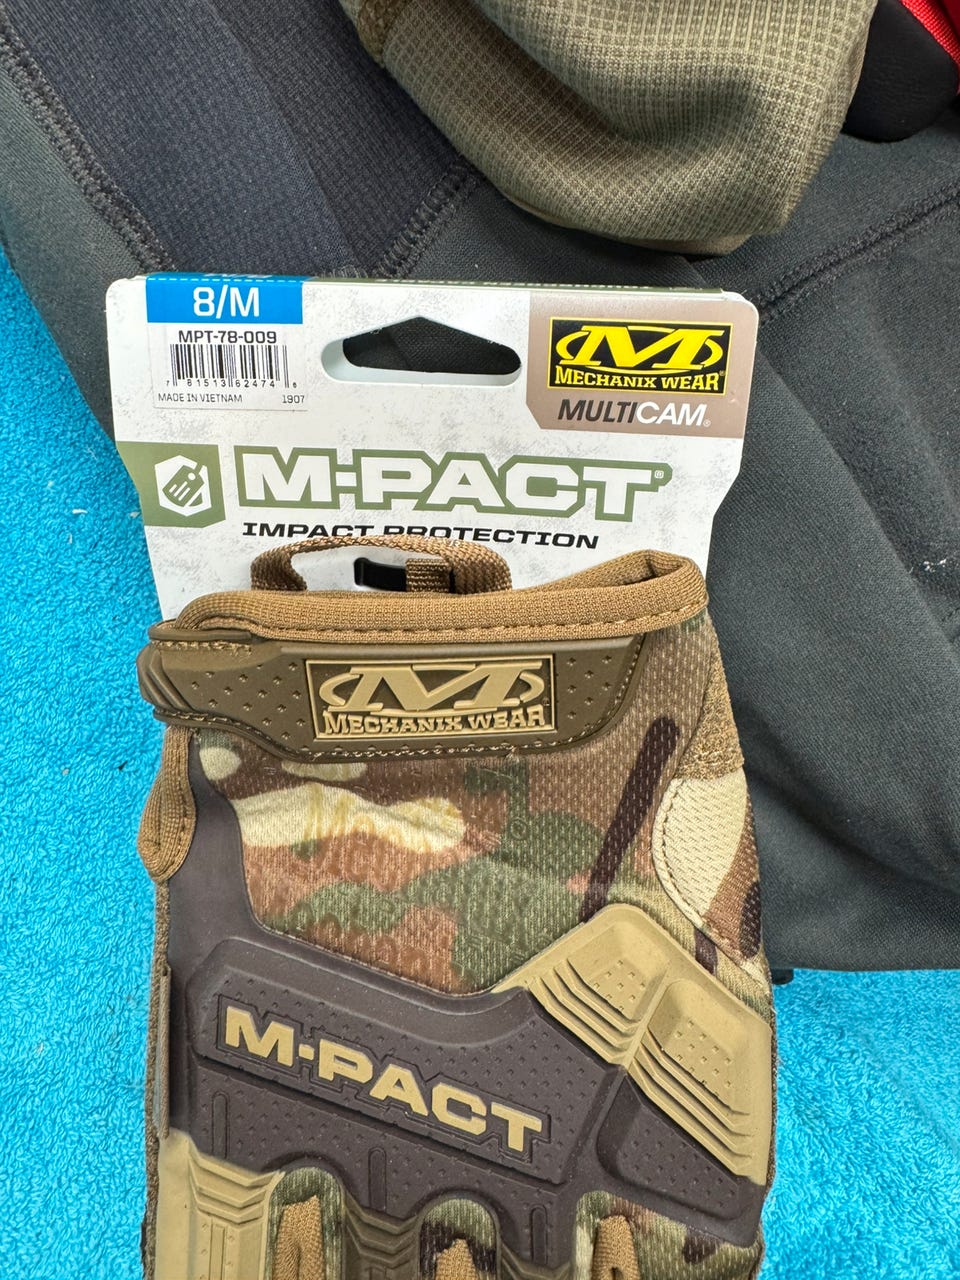 8/M
MPT-78-009
7 81513 62474 6
MADE IN VIETNAM 1907
MECHANIX WEAR®
MULTICAM®
M-PACT®
IMPACT PROTECTION
MECHANIX WEAR®
M-PACT